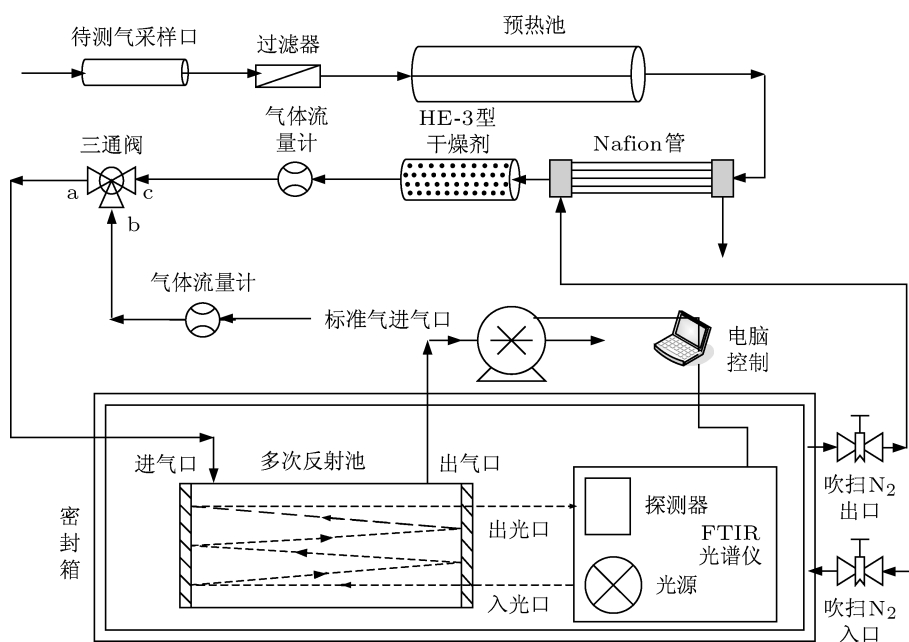 待测气采样口
过滤器
预热池
气体流
量计
HE-3型
干燥剂
Nafion管
三通阀
a
c
b
气体流量计
标准气进气口
电脑
控制
进气口
多次反射池
出气口
密
封
箱
出光口
探测器
FTIR
光谱仪
光源
入光口
吹扫N2
出口
吹扫N2
入口